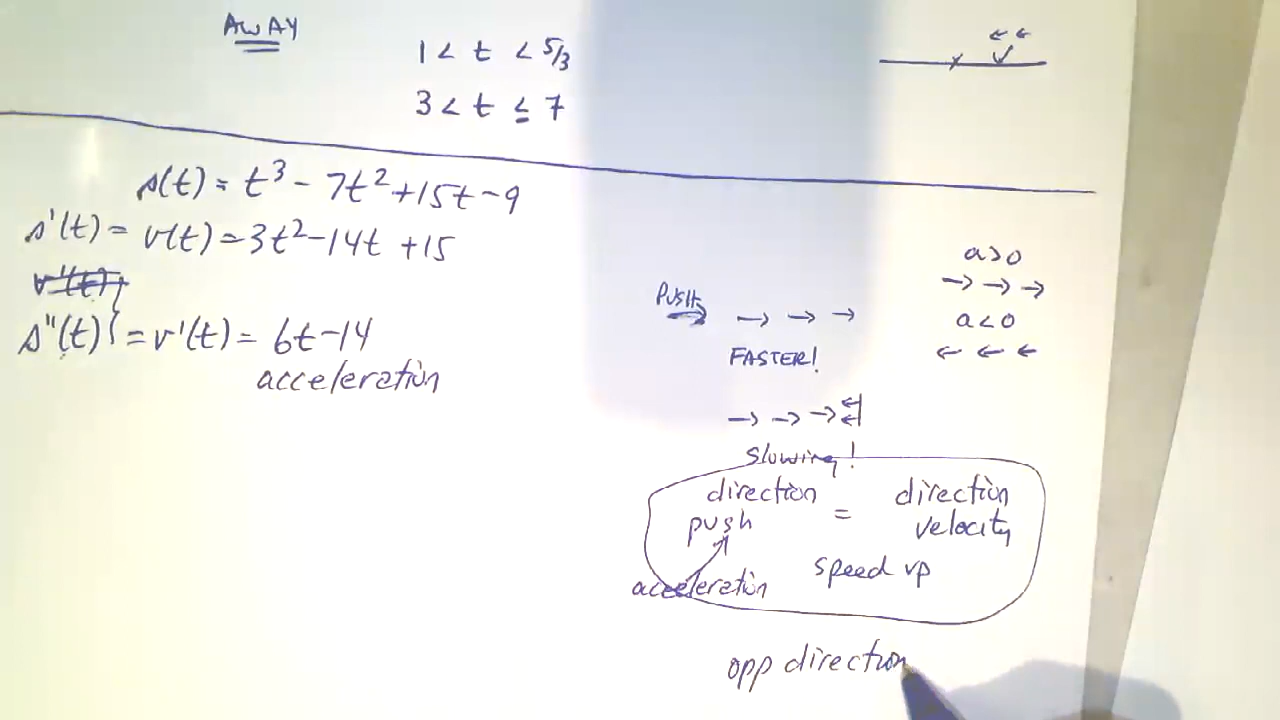 AWAY
1 < t < 5/3
3 < t ≤ 7
s(t) = t³ - 7t² + 15t - 9
s'(t) = v(t) = 3t² - 14t + 15
s''(t) = v'(t) = 6t - 14
acceleration
a > 0
PUSH
a < 0
FASTER!
Slowing!
direction = direction
push velocity
speed up
acceleration
opp direction